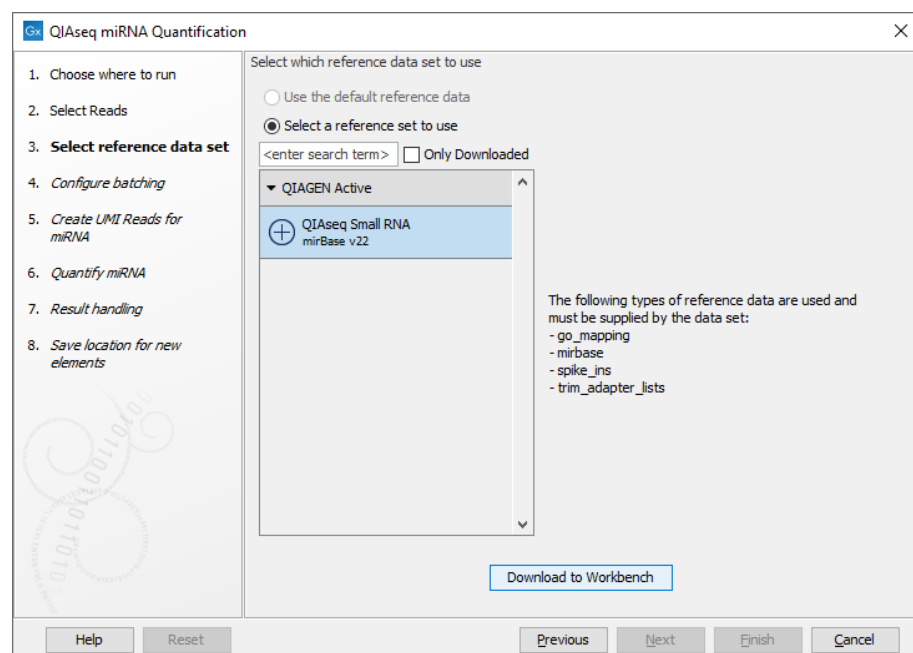 Gx QIAseq miRNA Quantification
1. Choose where to run
2. Select Reads
3. Select reference data set
4. Configure batching
5. Create UMI Reads for
miRNA
6. Quantify miRNA
7. Result handling
8. Save location for new
elements
Select which reference data set to use
Use the default reference data
Select a reference set to use
<enter search term> Only Downloaded
QIAGEN Active
QIAseq Small RNA
mirBase v22
The following types of reference data are used and
must be supplied by the data set:
- go_mapping
- mirbase
- spike_ins
- trim_adapter_lists
Download to Workbench
Help Reset Previous Next Finish Cancel